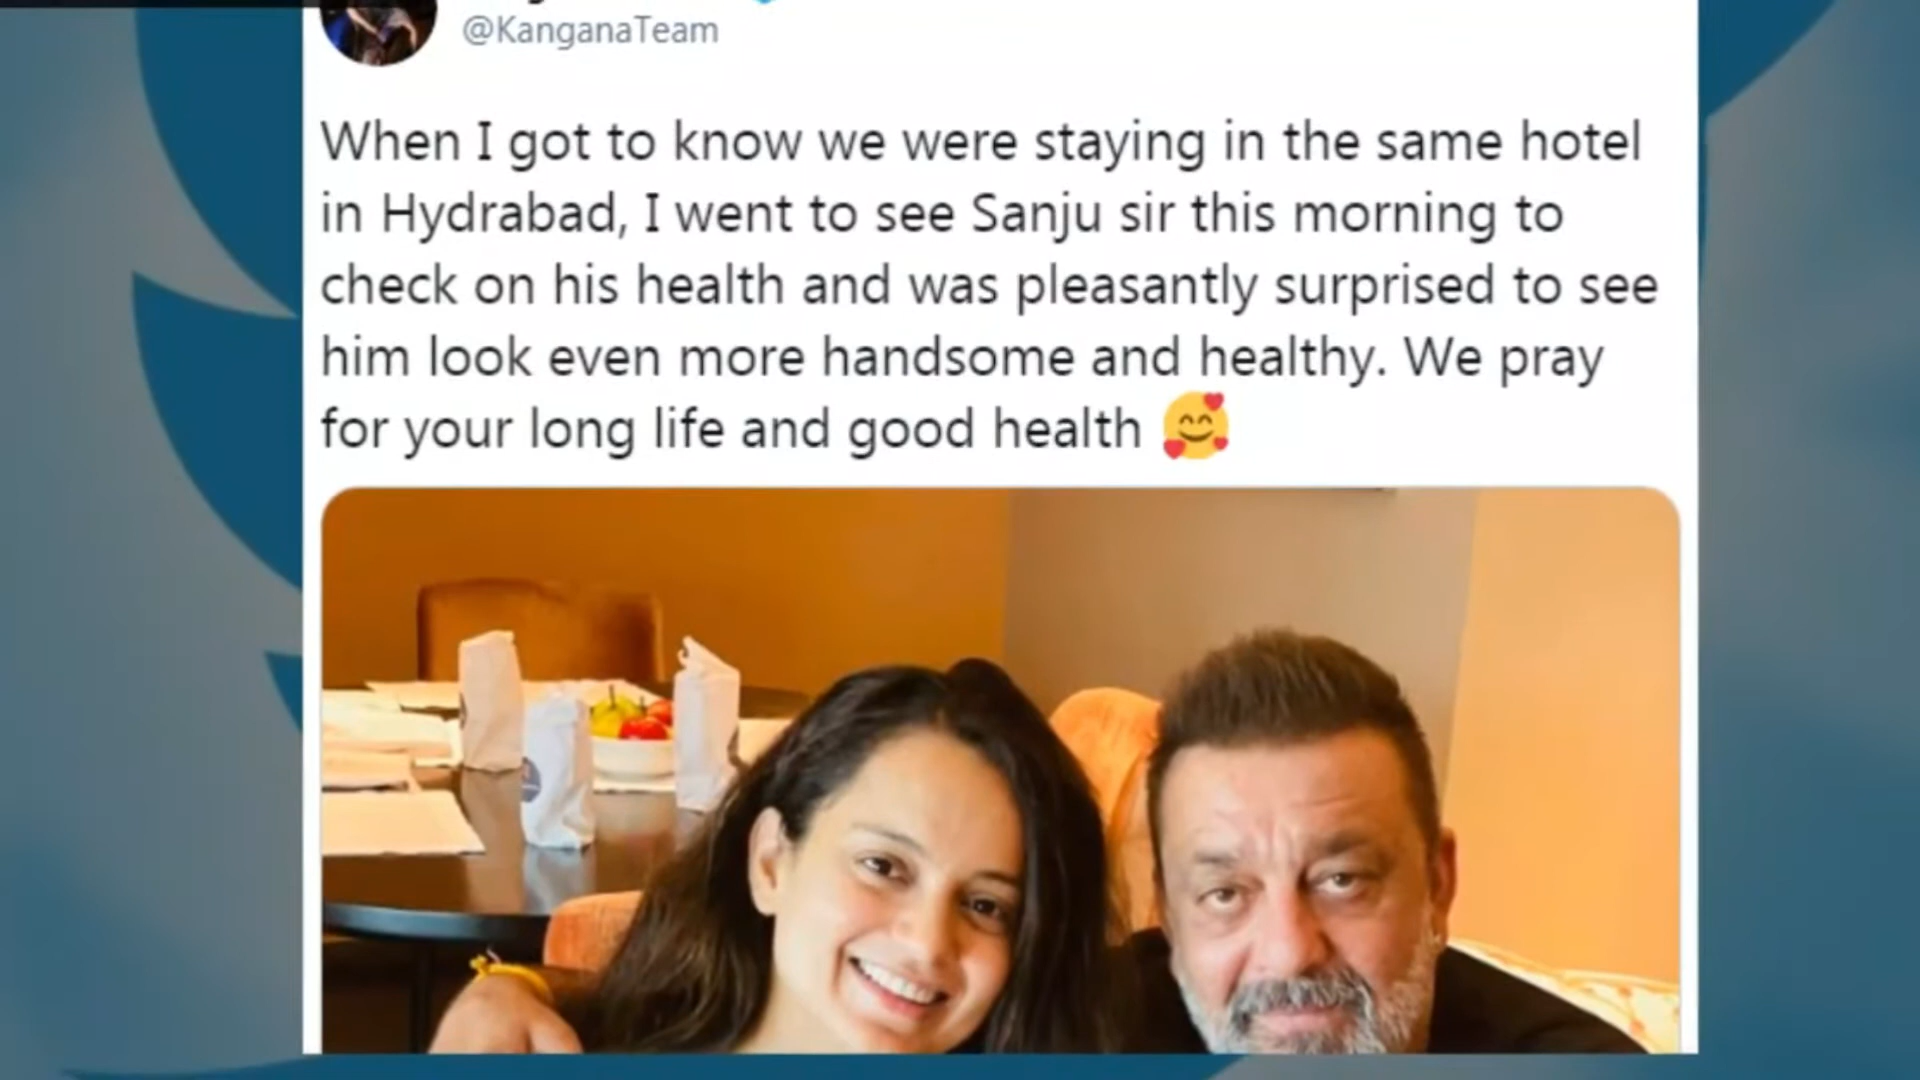 @KanganaTeam
When I got to know we were staying in the same hotel
in Hydrabad, I went to see Sanju sir this morning to
check on his health and was pleasantly surprised to see
him look even more handsome and healthy. We pray
for your long life and good health 🥰